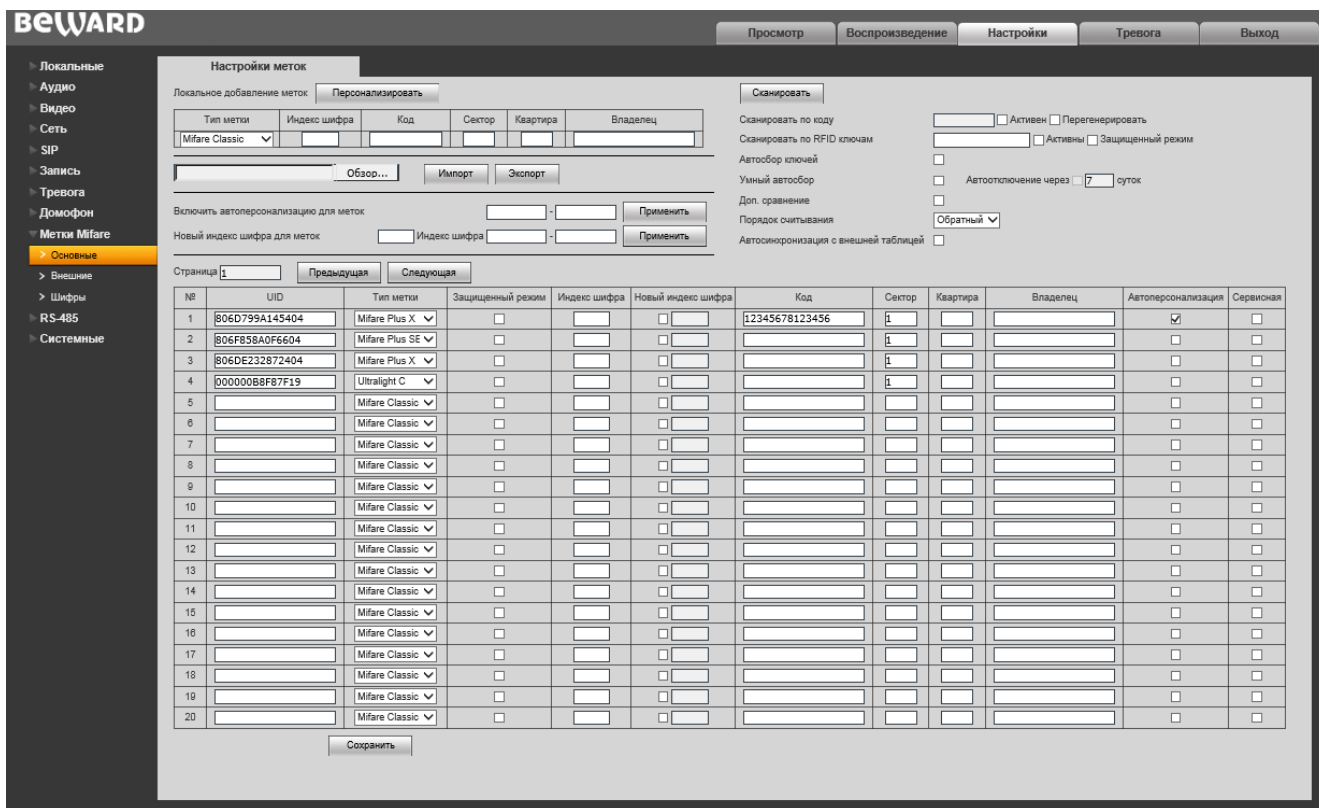 BEWARD
Просмотр Воспроизведение Настройки Тревога Выход
Локальные
Аудио
Видео
Сеть
SIP
Запись
Тревога
Домофон
Метки Mifare
> Основные
> Внешние
> Шифры
RS-485
Системные
Настройки меток
Локальное добавление меток Персонализировать
Тип метки Индекс шифра Код Сектор Квартира Владелец
Mifare Classic
Обзор... Импорт Экспорт
Включить автоперсонализацию для меток - Применить
Новый индекс шифра для меток Индекс шифра - Применить
Сканировать
Сканировать по коду Активен Перегенерировать
Сканировать по RFID ключам Активны Защищенный режим
Автосбор ключей
Умный автосбор Автоотключение через 7 суток
Доп. сравнение
Порядок считывания Обратный
Автосинхронизация с внешней таблицей
Страница 1 Предыдущая Следующая
№ UID Тип метки Защищенный режим Индекс шифра Новый индекс шифра Код Сектор Квартира Владелец Автоперсонализация Сервисная
1 806D799A145404 Mifare Plus X 12345678123456 1
2 806F858A0F6604 Mifare Plus SE 1
3 806DE232872404 Mifare Plus X 1
4 000000B8F87F19 Ultralight C 1
5 Mifare Classic
6 Mifare Classic
7 Mifare Classic
8 Mifare Classic
9 Mifare Classic
10 Mifare Classic
11 Mifare Classic
12 Mifare Classic
13 Mifare Classic
14 Mifare Classic
15 Mifare Classic
16 Mifare Classic
17 Mifare Classic
18 Mifare Classic
19 Mifare Classic
20 Mifare Classic
Сохранить